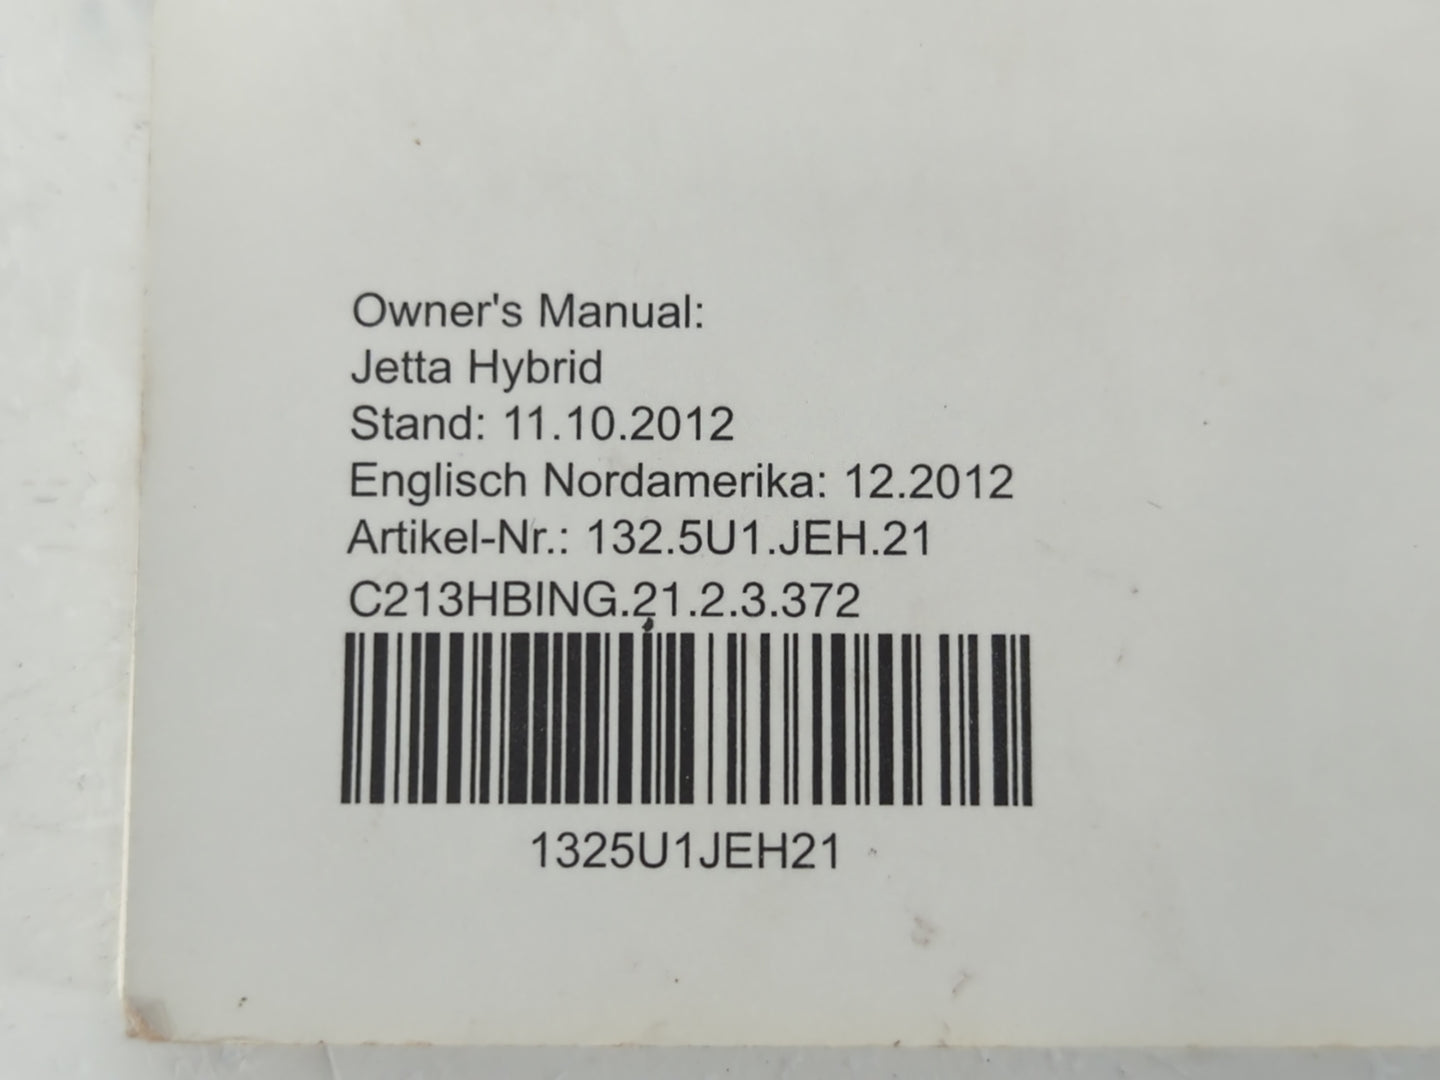 Owner's Manual:
Jetta Hybrid
Stand: 11.10.2012
Englisch Nordamerika: 12.2012
Artikel-Nr.: 132.5U1.JEH.21
C213HBING.21.2.3.372
1325U1JEH21